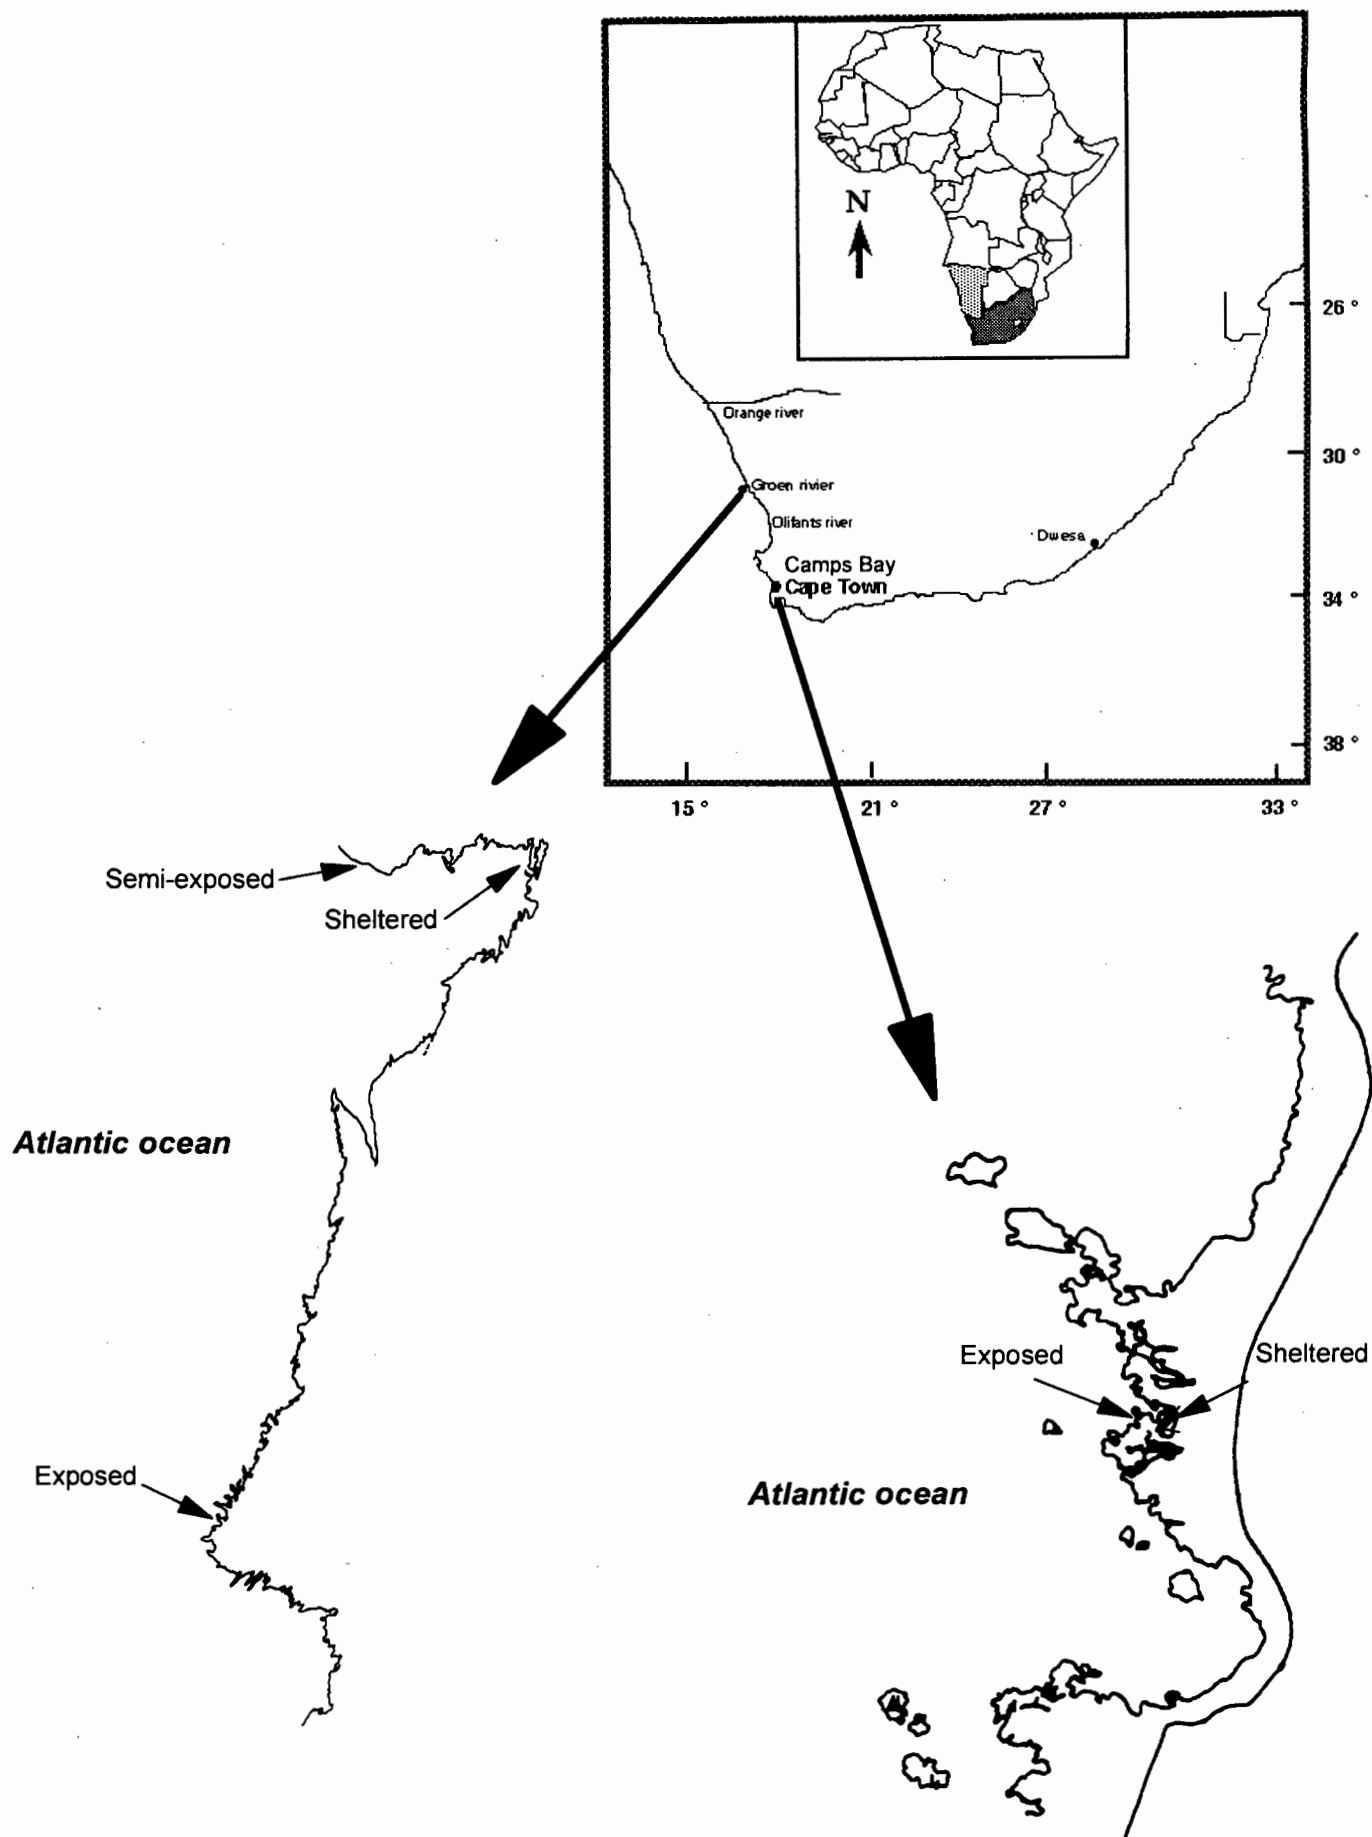 N
26 °
Orange river
30 °
Groen rivier
Olifants river
Dwesa
Camps Bay
Cape Town
34 °
38 °
15 °
21 °
27 °
33 °
Semi-exposed
Sheltered
Atlantic ocean
Exposed
Sheltered
Exposed
Atlantic ocean